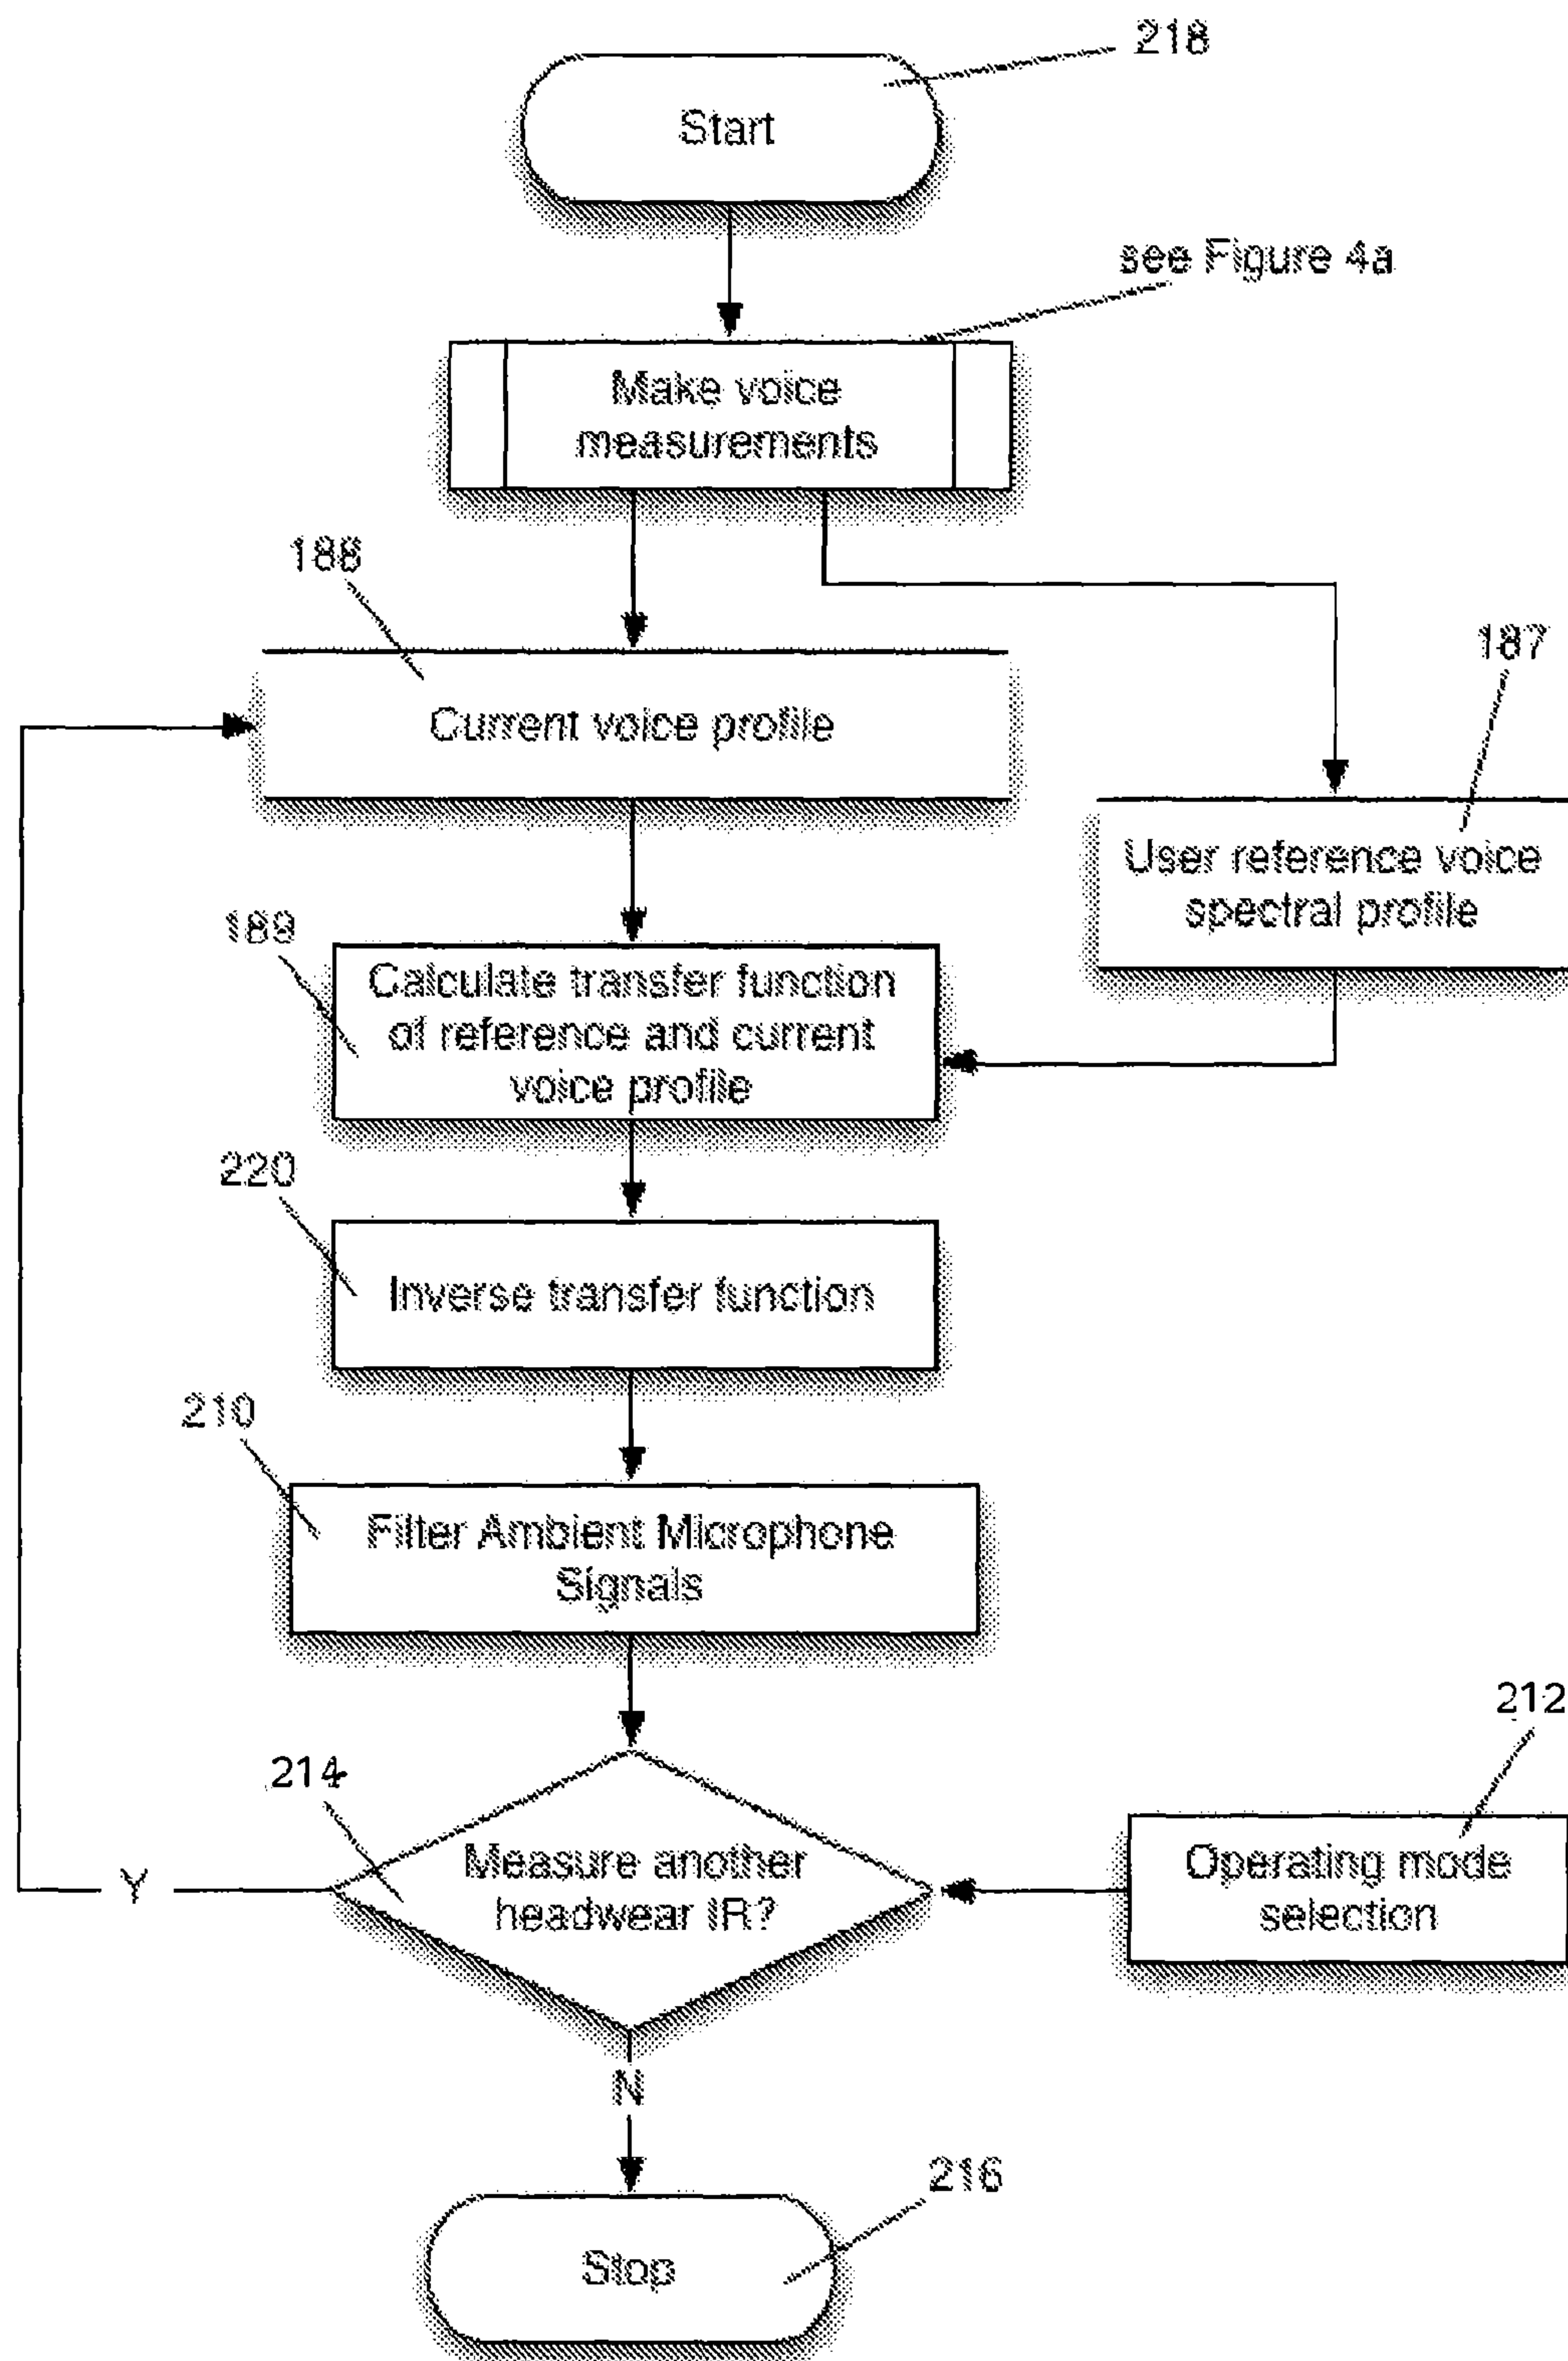 218
Start
see Figure 4a
Make voice
measurements
188
187
Current voice profile
User reference voice
spectral profile
189
Calculate transfer function
of reference and current
voice profile
220
Inverse transfer function
210
Filter Ambient Microphone
Signals
212
214
Measure another
headwear IR?
Operating mode
selection
Y
N
216
Stop